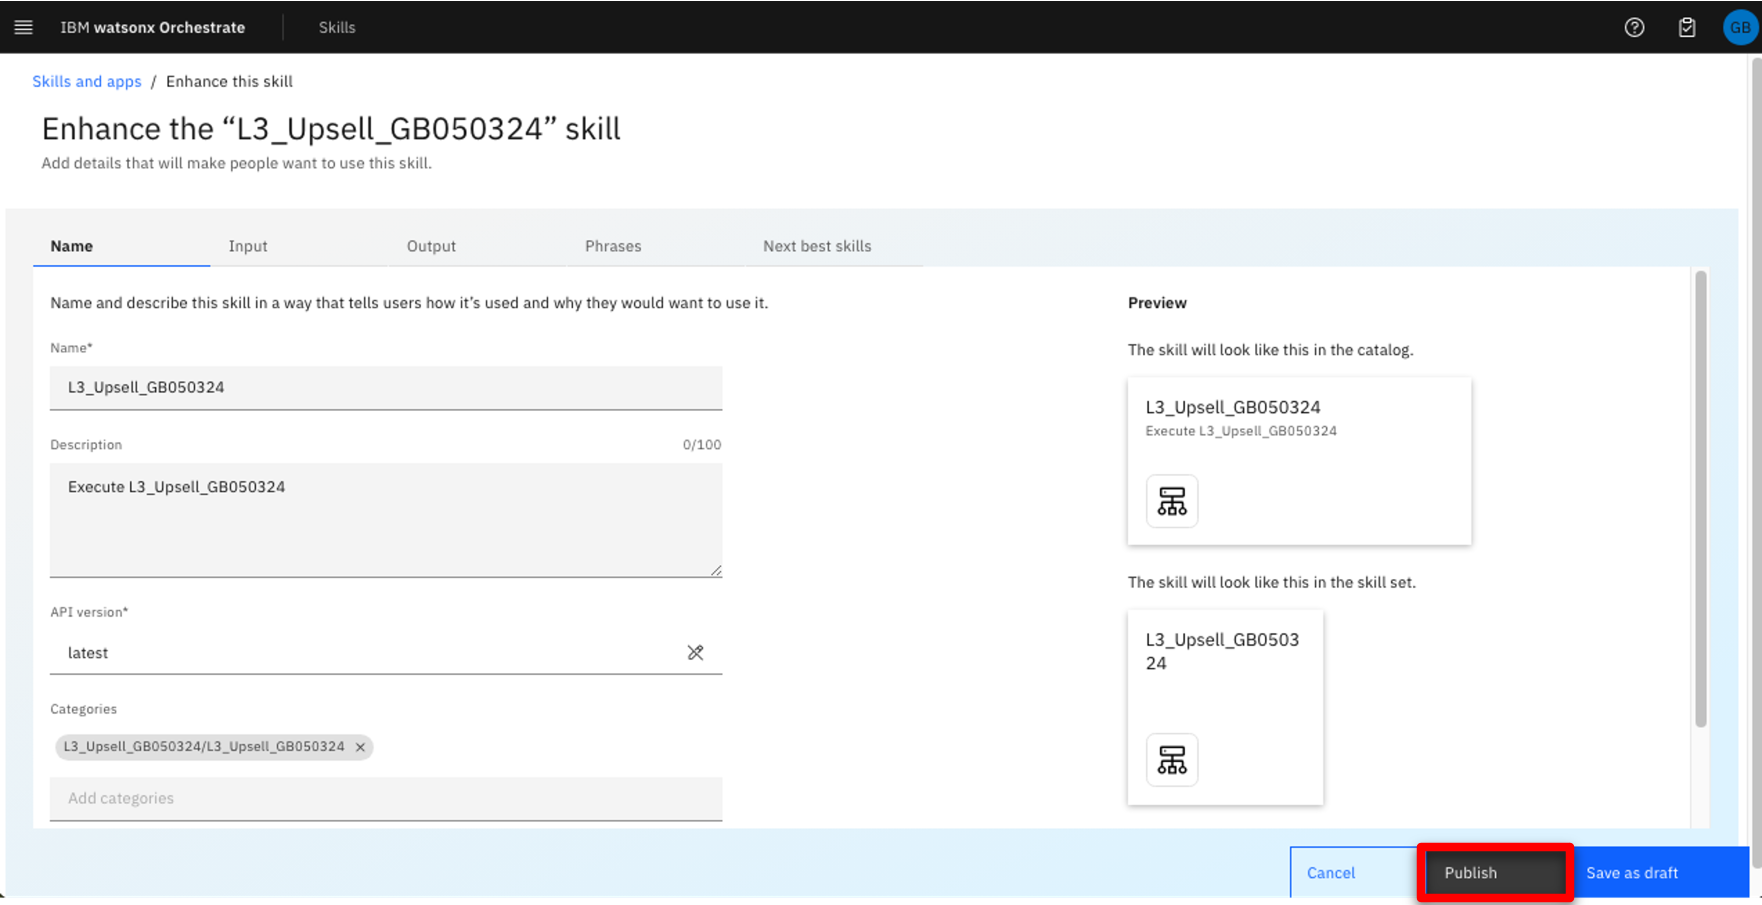 IBM watsonx Orchestrate
Skills
GB
Skills and apps / Enhance this skill
Enhance the “L3_Upsell_GB050324” skill
Add details that will make people want to use this skill.
Name
Input
Output
Phrases
Next best skills
Name and describe this skill in a way that tells users how it’s used and why they would want to use it.
Name*
L3_Upsell_GB050324
Description
0/100
Execute L3_Upsell_GB050324
API version*
latest
Categories
L3_Upsell_GB050324/L3_Upsell_GB050324
Add categories
Preview
The skill will look like this in the catalog.
L3_Upsell_GB050324
Execute L3_Upsell_GB050324
The skill will look like this in the skill set.
L3_Upsell_GB0503
24
Cancel
Publish
Save as draft